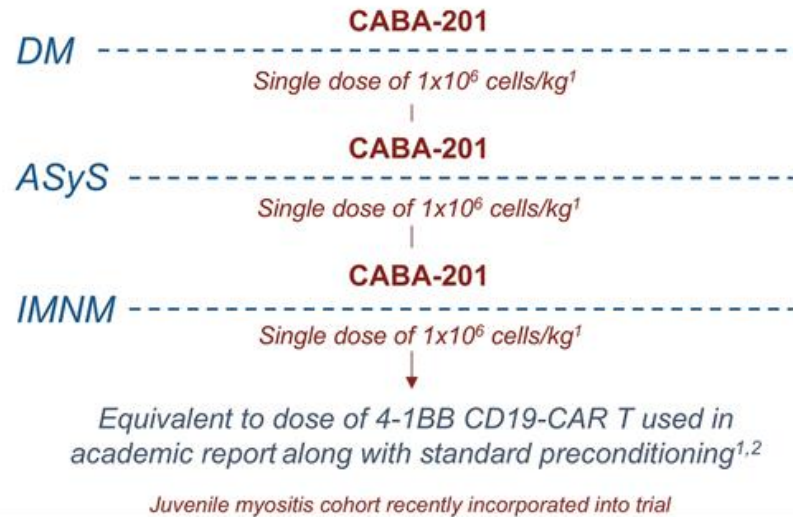 CABA-201
DM
Single dose of 1x10⁶ cells/kg¹
CABA-201
ASyS
Single dose of 1x10⁶ cells/kg¹
CABA-201
IMNM
Single dose of 1x10⁶ cells/kg¹
Equivalent to dose of 4-1BB CD19-CAR T used in
academic report along with standard preconditioning¹,²
Juvenile myositis cohort recently incorporated into trial